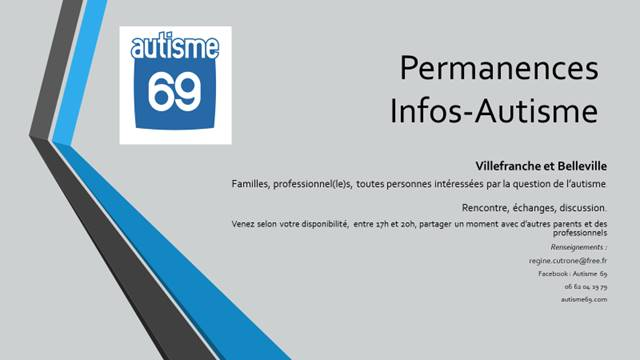 autisme
69
Permanences
Infos-Autisme
Villefranche et Belleville
Familles, professionnel(le)s, toutes personnes intéressées par la question de l'autisme
Rencontre, échanges, discussion.
Venez selon votre disponibilité, entre 17h et 20h, partager un moment avec d'autres parents et des
professionnels
Renseignements :
regine.cutrone@free.fr
Facebook : Autisme 69
06 62 04 19 79
autisme69.com